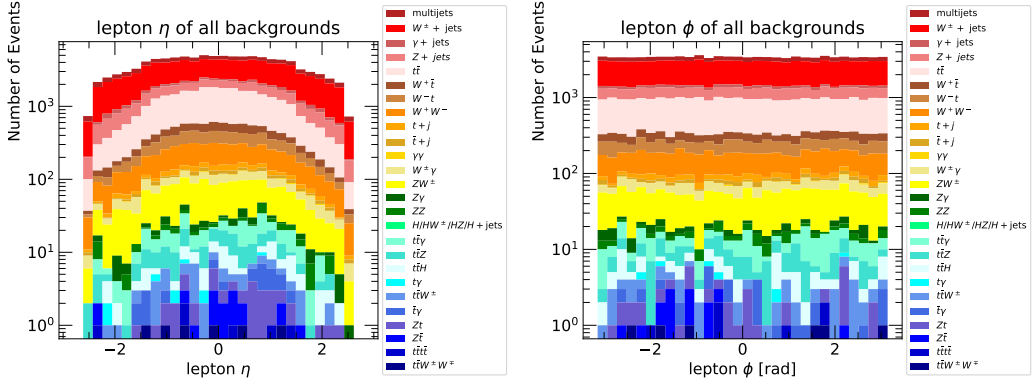 lepton η of all backgrounds
Number of Events
10³
10²
10¹
10⁰
−2
0
2
lepton η
multijets
W± + jets
γ + jets
Z + jets
tt̄
W⁺t̄
W⁻t
W⁺W⁻
t + j
t̄ + j
γγ
W±γ
ZW±
Zγ
ZZ
H/HW±/HZ/H + jets
tt̄γ
tt̄Z
tt̄H
tγ
tt̄W±
t̄γ
Zt
Zt̄
tt̄tt̄
tt̄W±W∓
lepton ϕ of all backgrounds
Number of Events
10³
10²
10¹
10⁰
−2
0
2
lepton ϕ [rad]
multijets
W± + jets
γ + jets
Z + jets
tt̄
W⁺t̄
W⁻t
W⁺W⁻
t + j
t̄ + j
γγ
W±γ
ZW±
Zγ
ZZ
H/HW±/HZ/H + jets
tt̄γ
tt̄Z
tt̄H
tγ
tt̄W±
t̄γ
Zt
Zt̄
tt̄tt̄
tt̄W±W∓